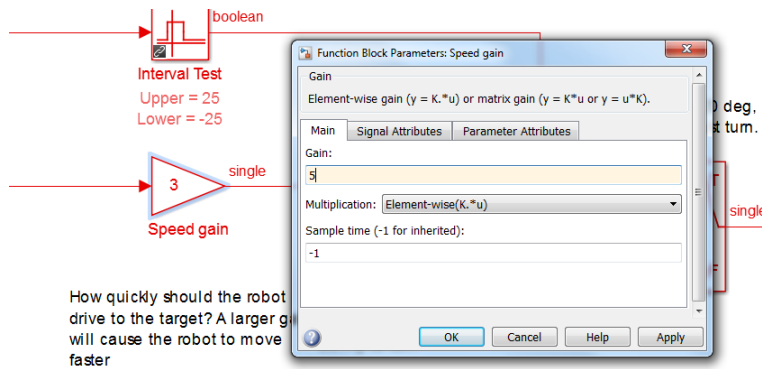 boolean
Interval Test
Upper = 25
Lower = -25
3
single
Speed gain
How quickly should the robot
drive to the target? A larger
will cause the robot to move
faster
Function Block Parameters: Speed gain
Gain
Element-wise gain (y = K.*u) or matrix gain (y = K*u or y = u*K).
Main Signal Attributes Parameter Attributes
Gain:
5
Multiplication: Element-wise(K.*u)
Sample time (-1 for inherited):
-1
OK Cancel Help Apply
deg,
turn.
single